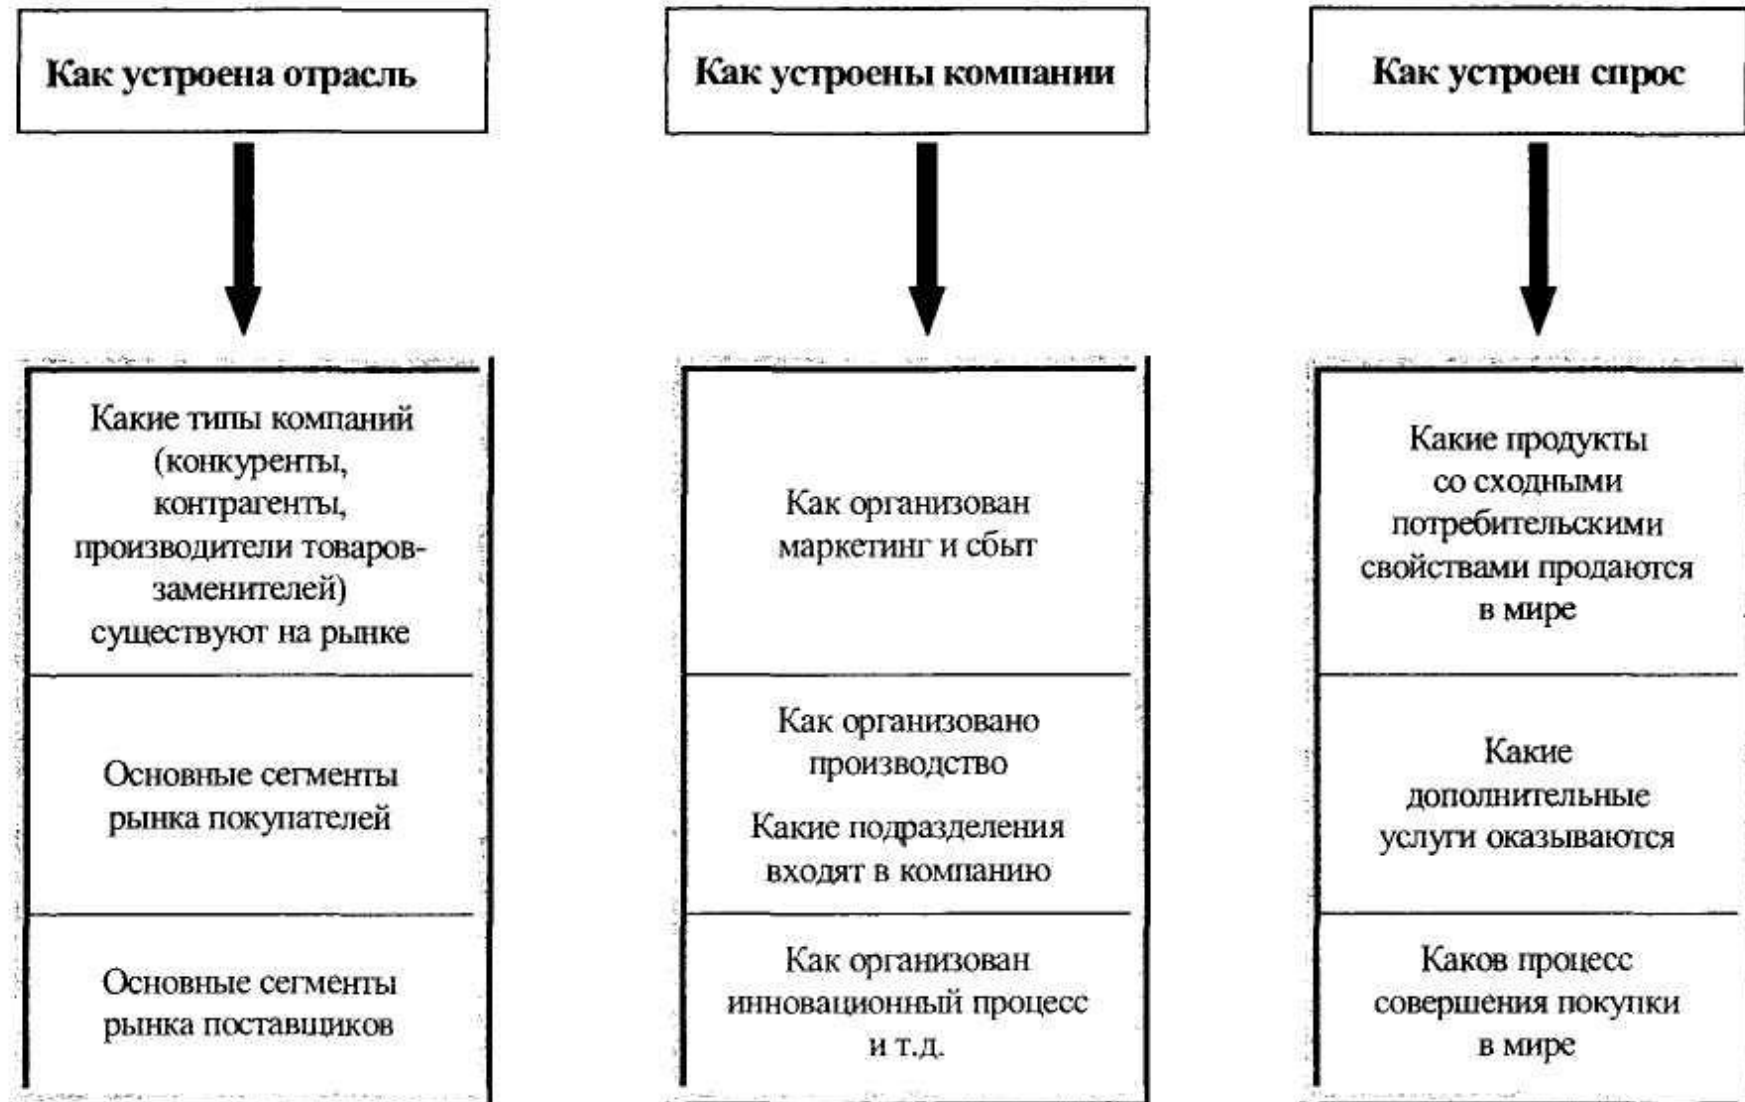 Как устроена отрасль
Какие типы компаний
(конкуренты,
контрагенты,
производители товаров-
заменителей)
существуют на рынке
Основные сегменты
рынка покупателей
Основные сегменты
рынка поставщиков
Как устроены компании
Как организован
маркетинг и сбыт
Как организовано
производство
Какие подразделения
входят в компанию
Как организован
инновационный процесс
и т.д.
Как устроен спрос
Какие продукты
со сходными
потребительскими
свойствами продаются
в мире
Какие
дополнительные
услуги оказываются
Каков процесс
совершения покупки
в мире